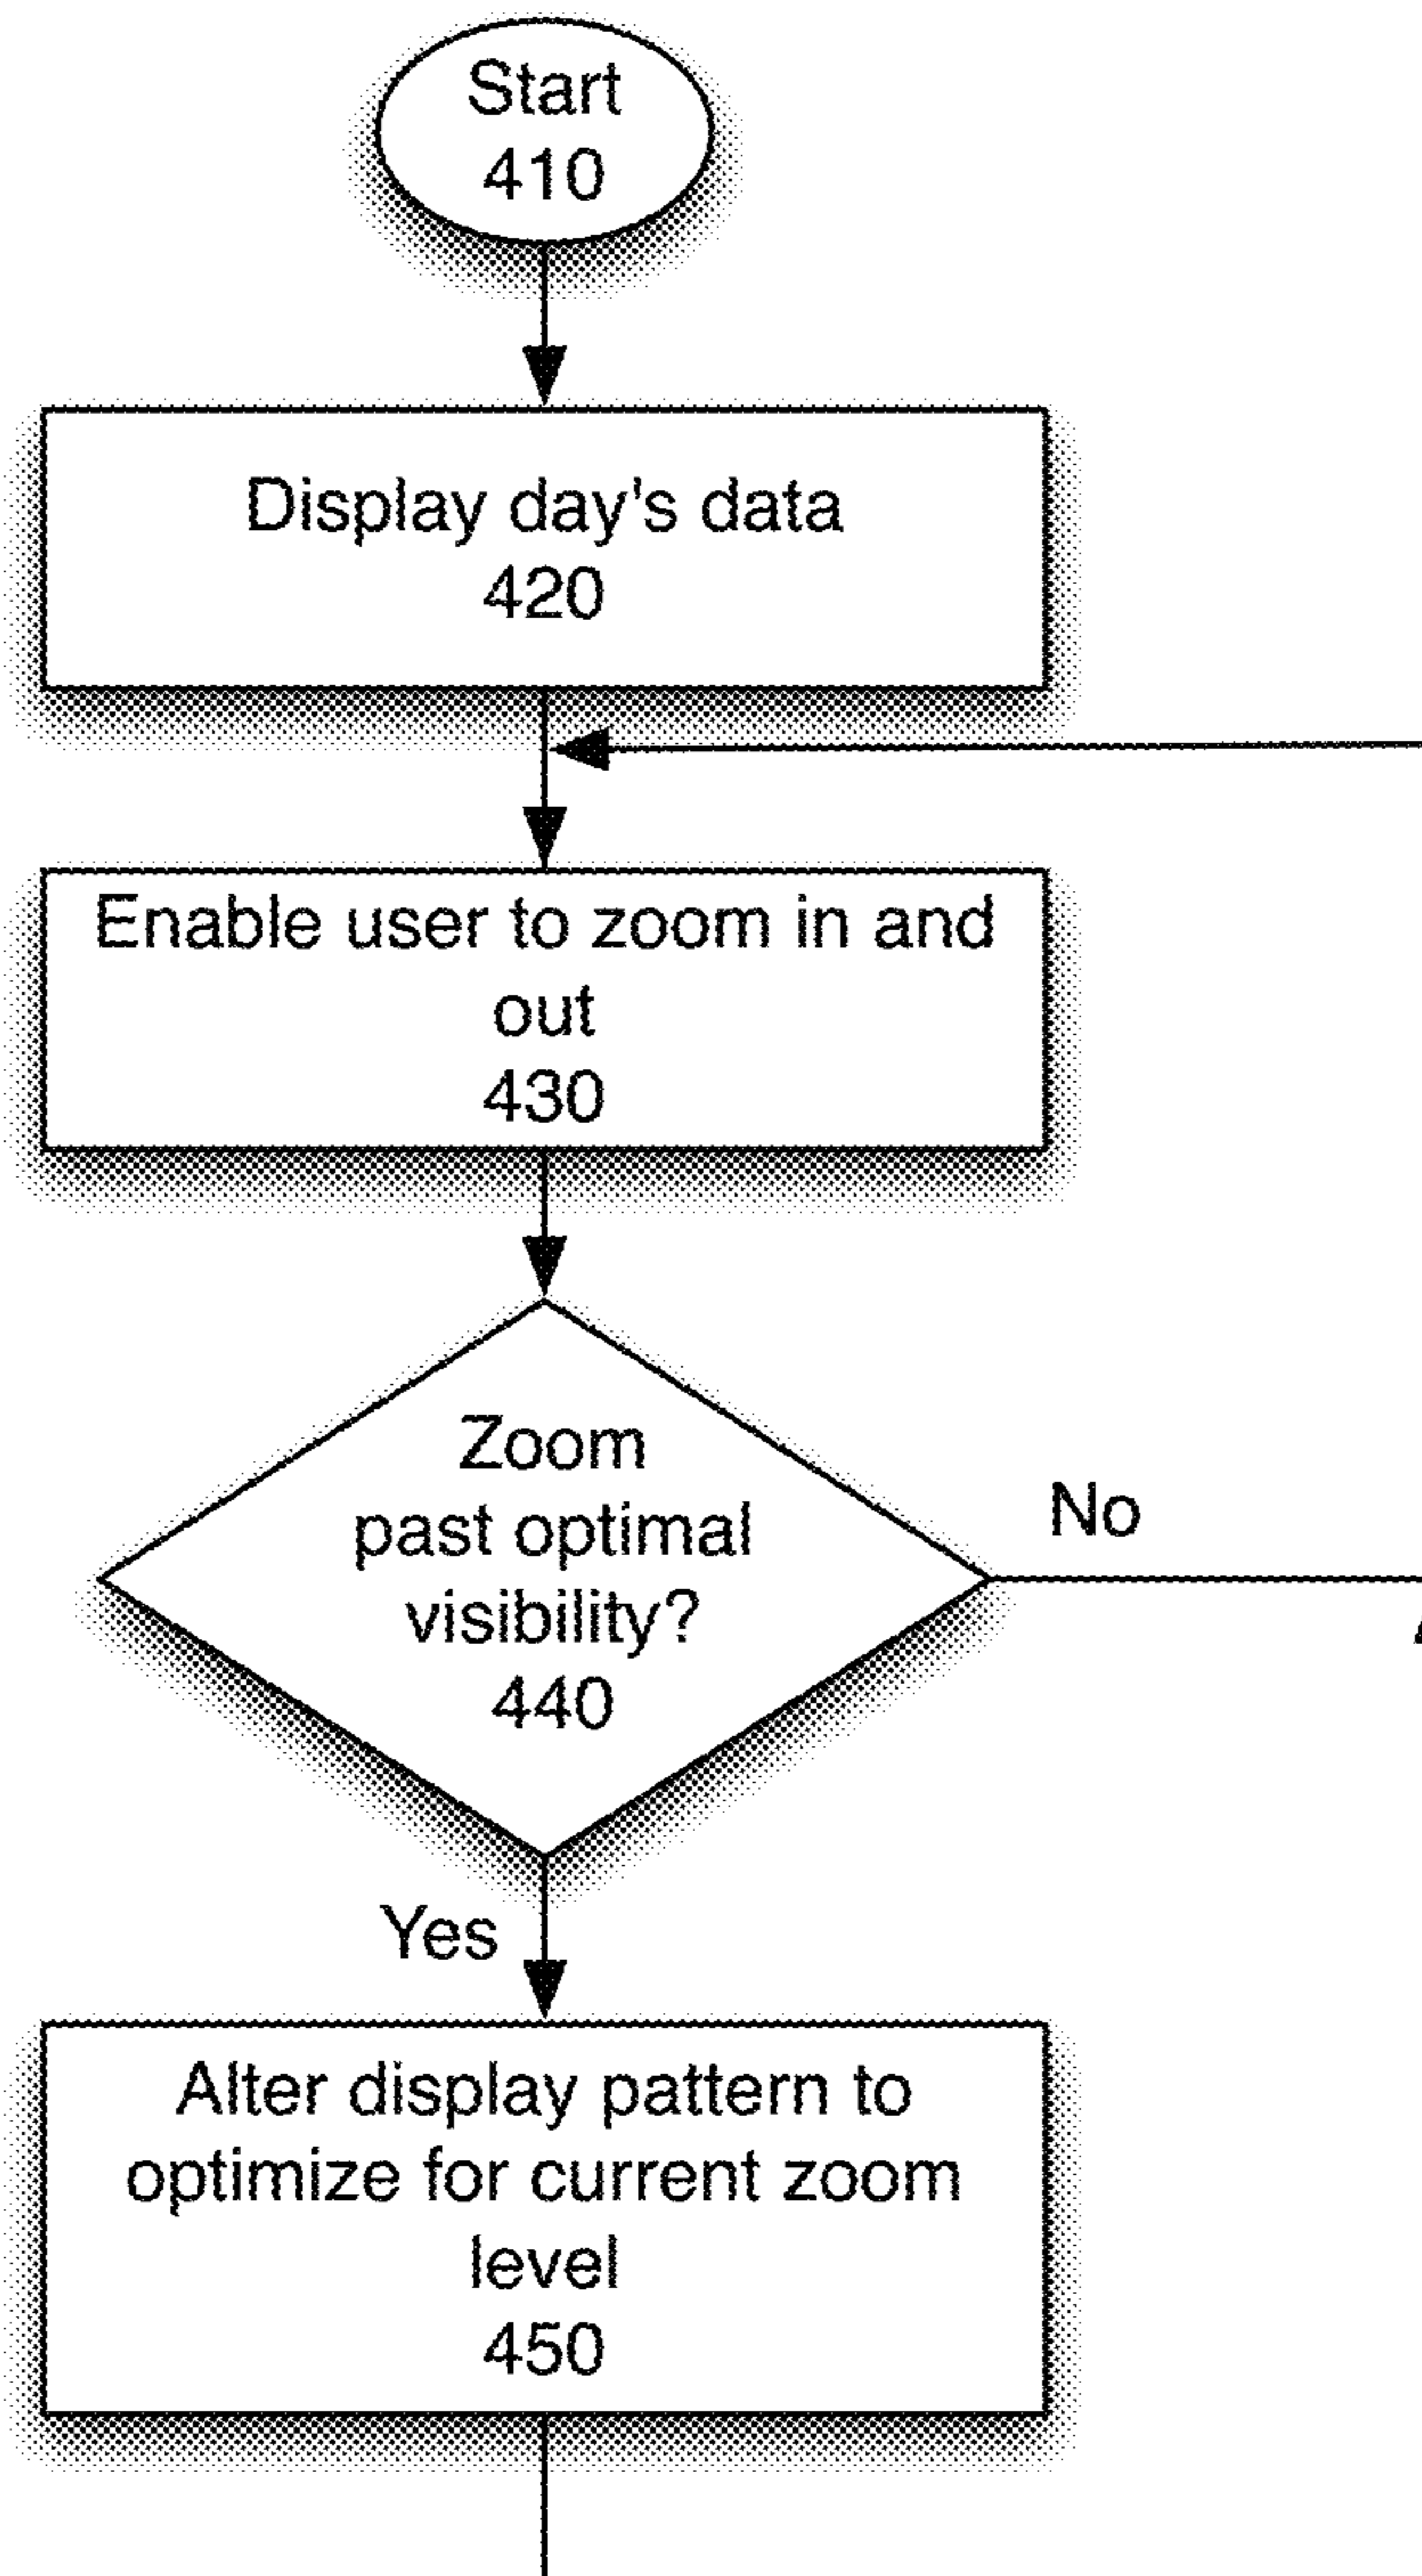 Start
410
Display day's data
420
Enable user to zoom in and
out
430
Zoom
past optimal
visibility?
440
No
Yes
Alter display pattern to
optimize for current zoom
level
450